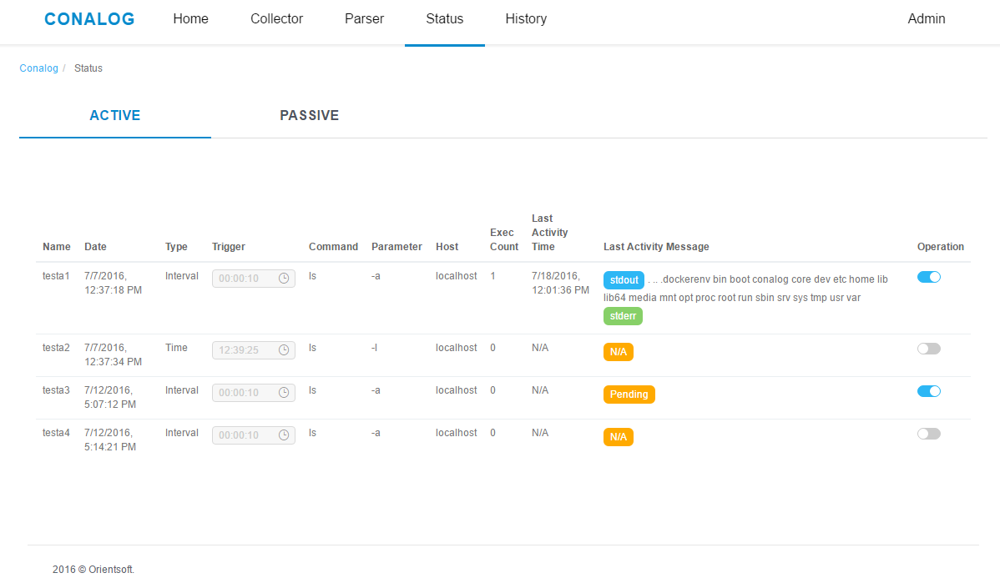 CONALOG Home Collector Parser Status History Admin
Conalog / Status
ACTIVE PASSIVE
Name Date Type Trigger Command Parameter Host Exec Count Last Activity Time Last Activity Message Operation
testa1 7/7/2016, 12:37:18 PM Interval 00:00:10 ls -a localhost 1 7/18/2016, 12:01:36 PM stdout . .. .dockerenv bin boot conalog core dev etc home lib
lib64 media mnt opt proc root run sbin srv sys tmp usr var
stderr
testa2 7/7/2016, 12:37:34 PM Time 12:39:25 ls -l localhost 0 N/A N/A
testa3 7/12/2016, 5:07:12 PM Interval 00:00:10 ls -a localhost 0 N/A Pending
testa4 7/12/2016, 5:14:21 PM Interval 00:00:10 ls -a localhost 0 N/A N/A
2016 © Orientsoft.